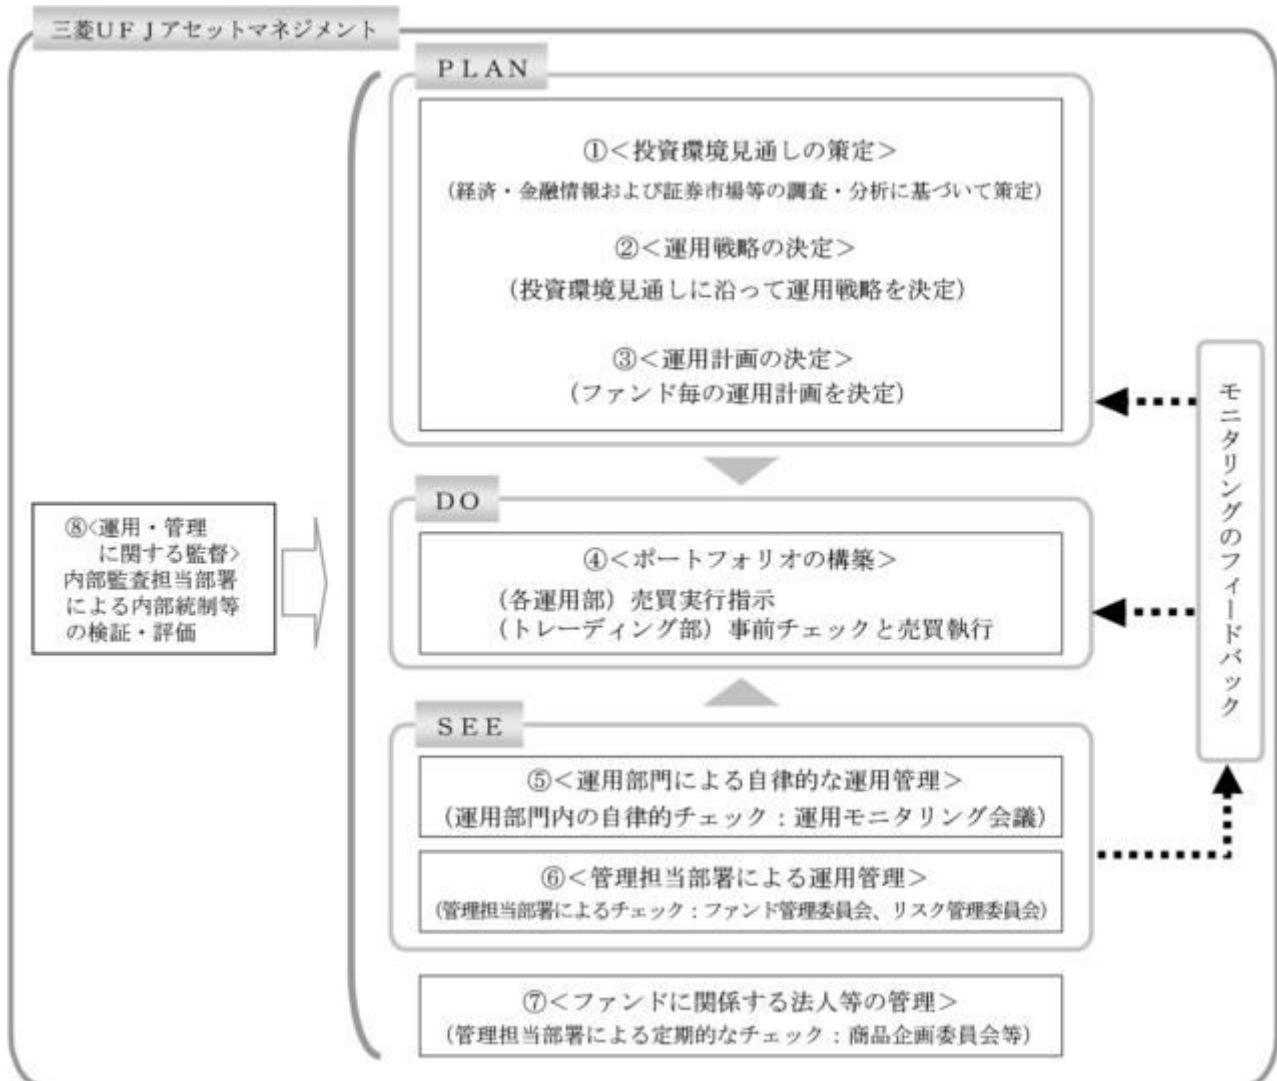 三菱ＵＦＪアセットマネジメント
ＰＬＡＮ
①＜投資環境見通しの策定＞
（経済・金融情報および証券市場等の調査・分析に基づいて策定）
②＜運用戦略の決定＞
（投資環境見通しに沿って運用戦略を決定）
③＜運用計画の決定＞
（ファンド毎の運用計画を決定）
ＤＯ
④＜ポートフォリオの構築＞
（各運用部）売買実行指示
（トレーディング部）事前チェックと売買執行
ＳＥＥ
⑤＜運用部門による自律的な運用管理＞
（運用部門内の自律的チェック：運用モニタリング会議）
⑥＜管理担当部署による運用管理＞
（管理担当部署によるチェック：ファンド管理委員会、リスク管理委員会）
⑦＜ファンドに関係する法人等の管理＞
（管理担当部署による定期的なチェック：商品企画委員会等）
⑧<運用・管理
に関する監督>
内部監査担当部署
による内部統制等
の検証・評価
モニタリングのフィードバック